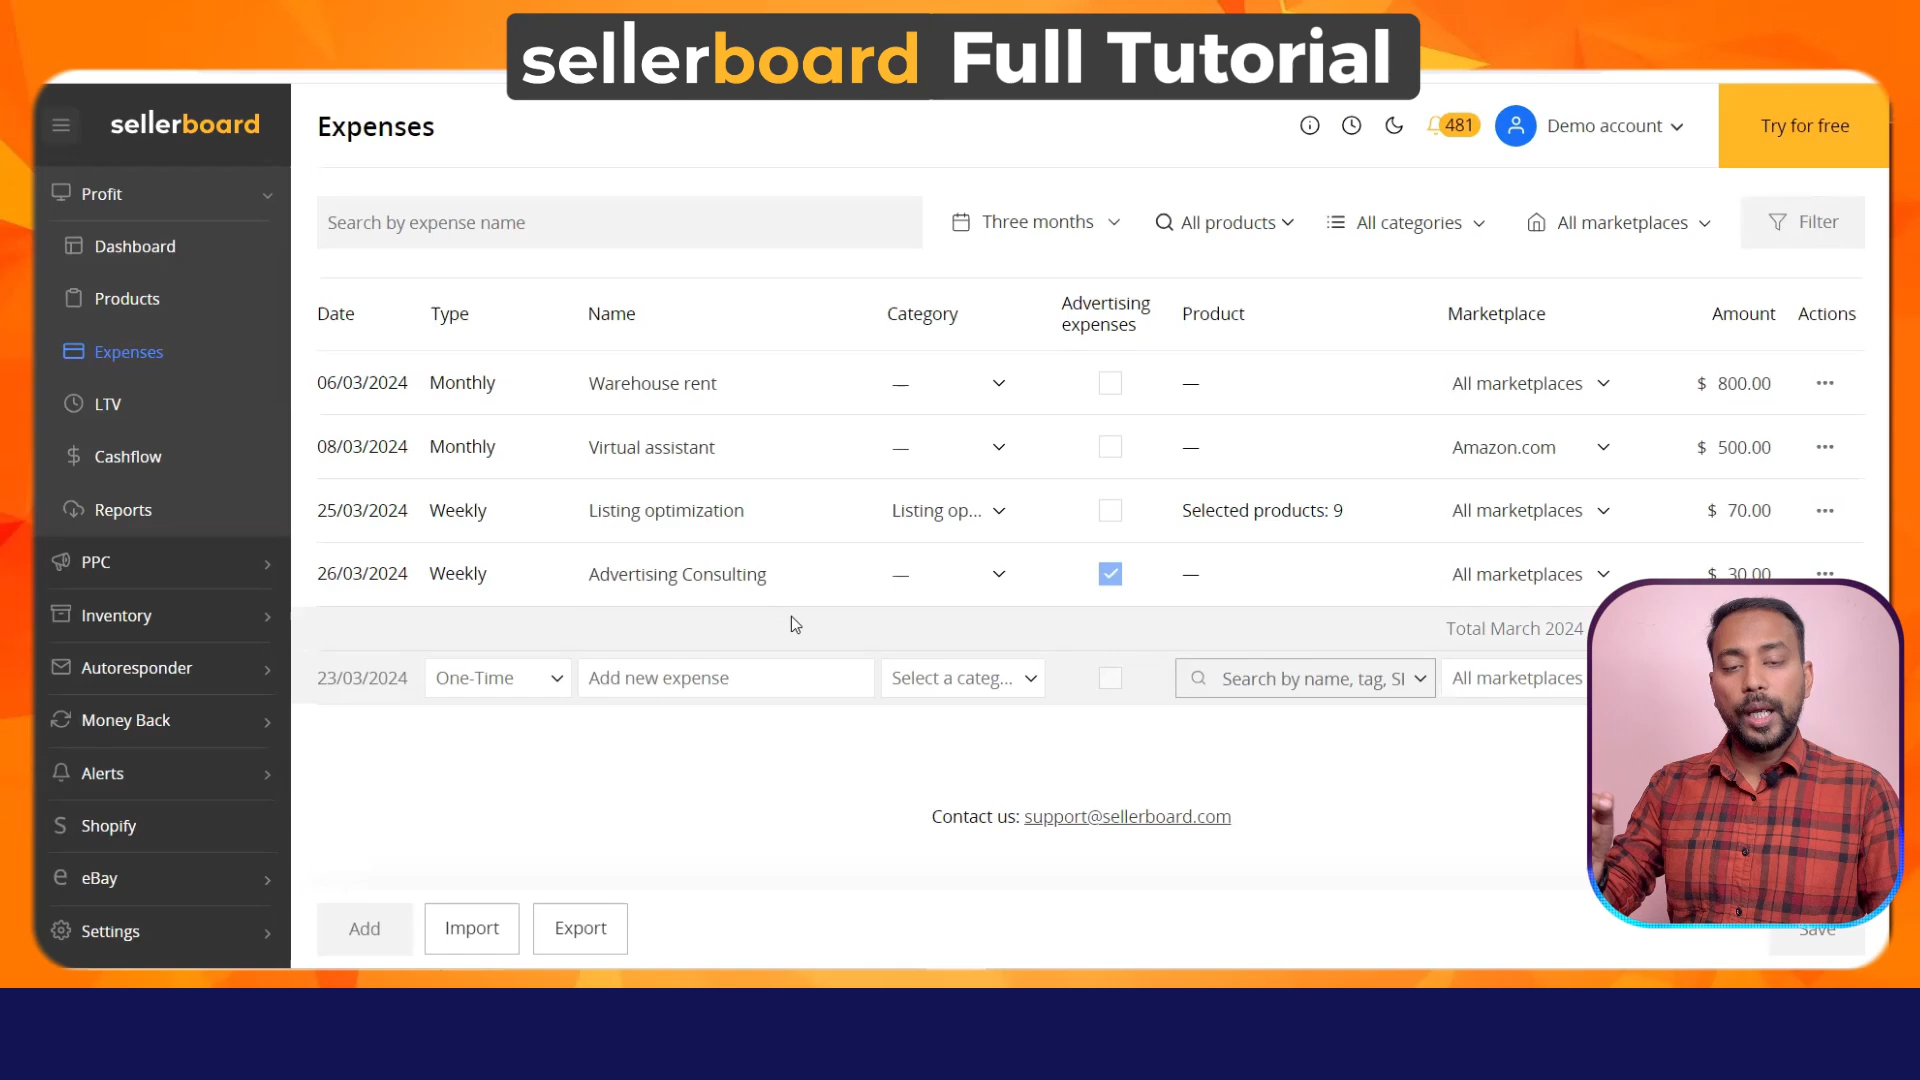 sellerboard Full Tutorial
sellerboard
Expenses
481
Demo account
Try for free
Profit
Dashboard
Products
Expenses
LTV
Cashflow
Reports
PPC
Inventory
Autoresponder
Money Back
Alerts
Shopify
eBay
Settings
Search by expense name
Three months
All products
All categories
All marketplaces
Filter
Date Type Name Category Advertising expenses Product Marketplace Amount Actions
06/03/2024 Monthly Warehouse rent — — All marketplaces $ 800.00
08/03/2024 Monthly Virtual assistant — — Amazon.com $ 500.00
25/03/2024 Weekly Listing optimization Listing op... Selected products: 9 All marketplaces $ 70.00
26/03/2024 Weekly Advertising Consulting — — All marketplaces $ 30.00
Total March 2024
23/03/2024 One-Time Add new expense Select a categ... Search by name, tag, SI All marketplaces
Contact us: support@sellerboard.com
Add
Import
Export
Save